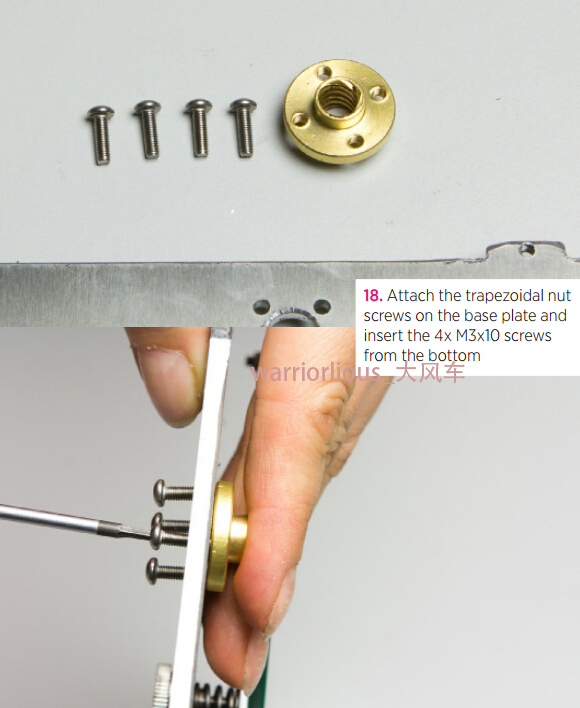 18. Attach the trapezoidal nut
screws on the base plate and
insert the 4x M3x10 screws
from the bottom
warriorlious_大风车